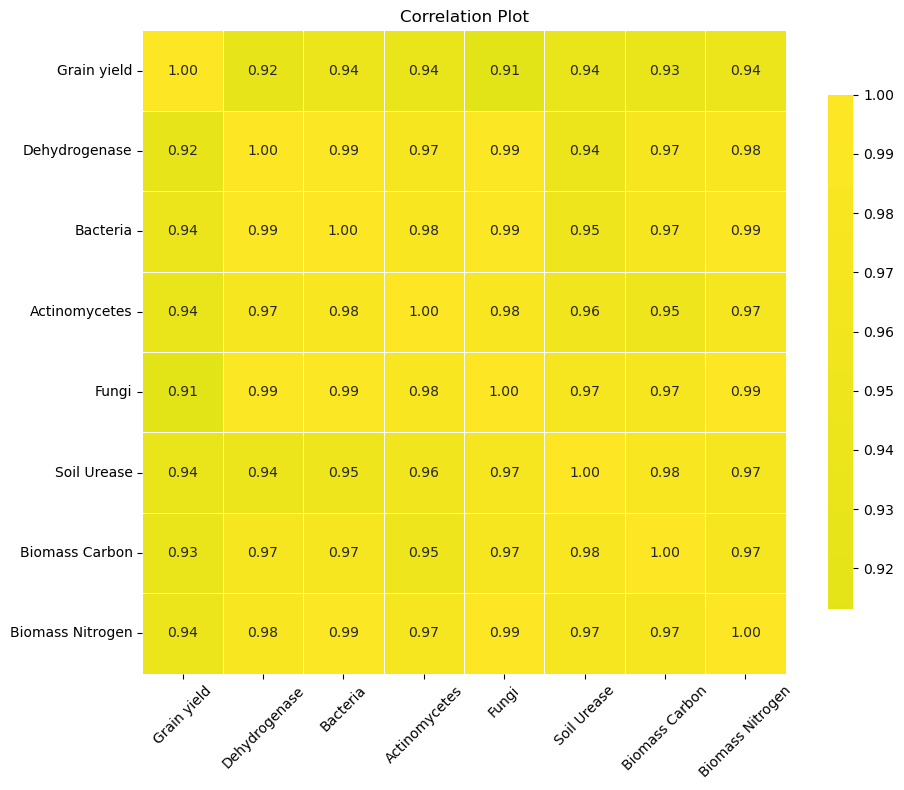 Correlation Plot
Grain yield 1.00 0.92 0.94 0.94 0.91 0.94 0.93 0.94
Dehydrogenase 0.92 1.00 0.99 0.97 0.99 0.94 0.97 0.98
Bacteria 0.94 0.99 1.00 0.98 0.99 0.95 0.97 0.99
Actinomycetes 0.94 0.97 0.98 1.00 0.98 0.96 0.95 0.97
Fungi 0.91 0.99 0.99 0.98 1.00 0.97 0.97 0.99
Soil Urease 0.94 0.94 0.95 0.96 0.97 1.00 0.98 0.97
Biomass Carbon 0.93 0.97 0.97 0.95 0.97 0.98 1.00 0.97
Biomass Nitrogen 0.94 0.98 0.99 0.97 0.99 0.97 0.97 1.00
Grain yield
Dehydrogenase
Bacteria
Actinomycetes
Fungi
Soil Urease
Biomass Carbon
Biomass Nitrogen
1.00
0.99
0.98
0.97
0.96
0.95
0.94
0.93
0.92